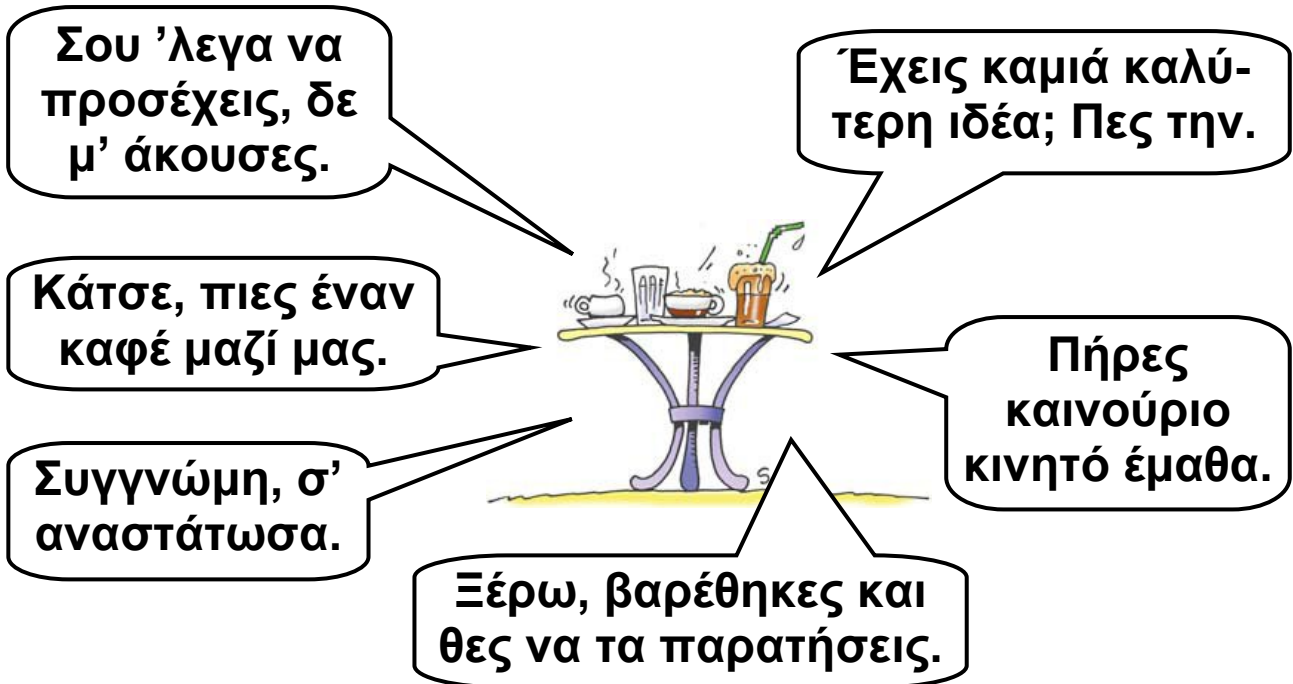 Σου ’λεγα να
προσέχεις, δε
μ’ άκουσες.
Έχεις καμιά καλύ-
τερη ιδέα; Πες την.
Κάτσε, πιες έναν
καφέ μαζί μας.
Πήρες
καινούριο
κινητό έμαθα.
Συγγνώμη, σ’
αναστάτωσα.
Ξέρω, βαρέθηκες και
θες να τα παρατήσεις.